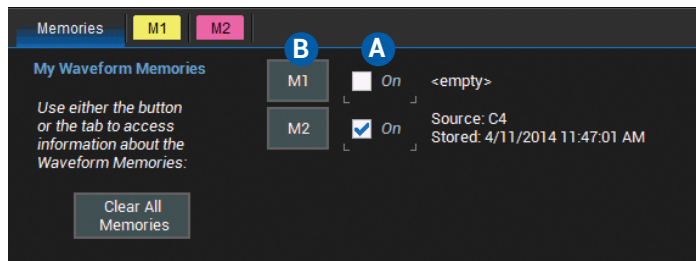 Memories M1 M2
B A
My Waveform Memories
M1 On <empty>
Use either the button
or the tab to access
information about the
Waveform Memories:
M2 On Source: C4
Stored: 4/11/2014 11:47:01 AM
Clear All
Memories